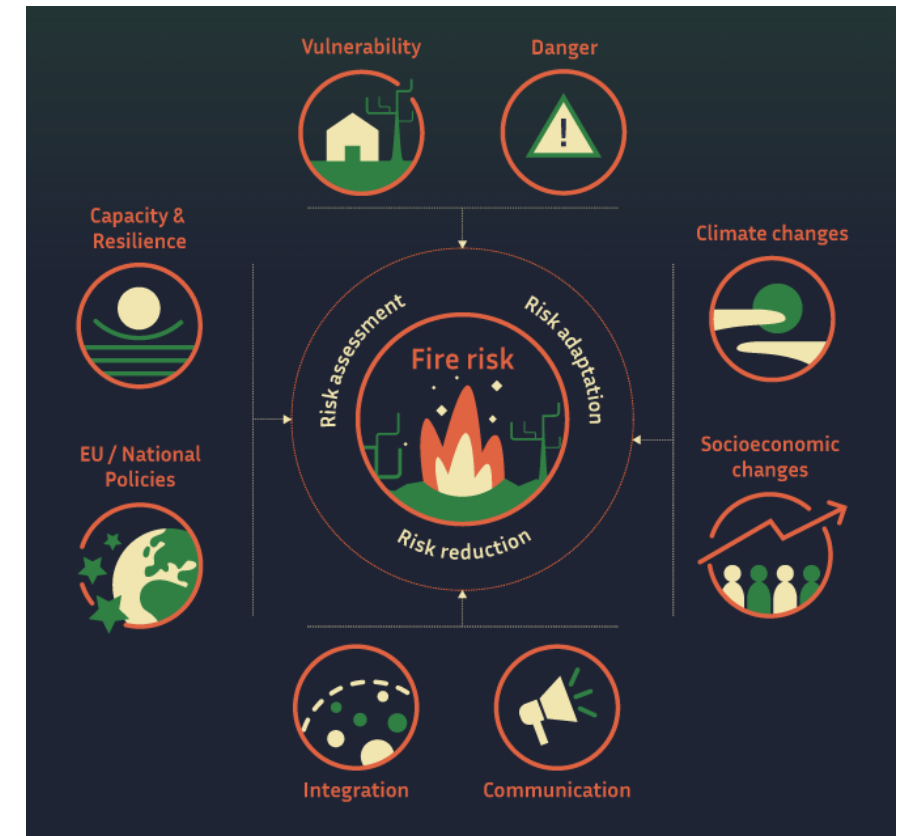 Vulnerability
Danger
!
Capacity &
Resilience
Climate changes
Risk assessment
Risk adaptation
Fire risk
EU / National
Policies
Socioeconomic
changes
Risk reduction
Integration
Communication